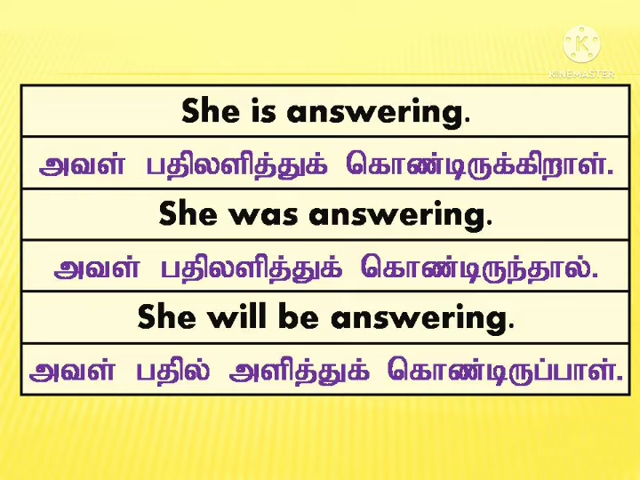 KINEMASTER
She is answering.
அவள் பதிலளித்துக் கொண்டிருக்கிறாள்.
She was answering.
அவள் பதிலளித்துக் கொண்டிருந்தால்.
She will be answering.
அவள் பதில் அளித்துக் கொண்டிருப்பாள்.